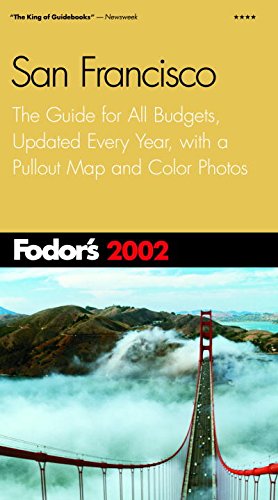 "The King of Guidebooks" — Newsweek ★★★★
San Francisco
The Guide for All Budgets,
Updated Every Year, with a
Pullout Map and Color Photos
Fodor's 2002